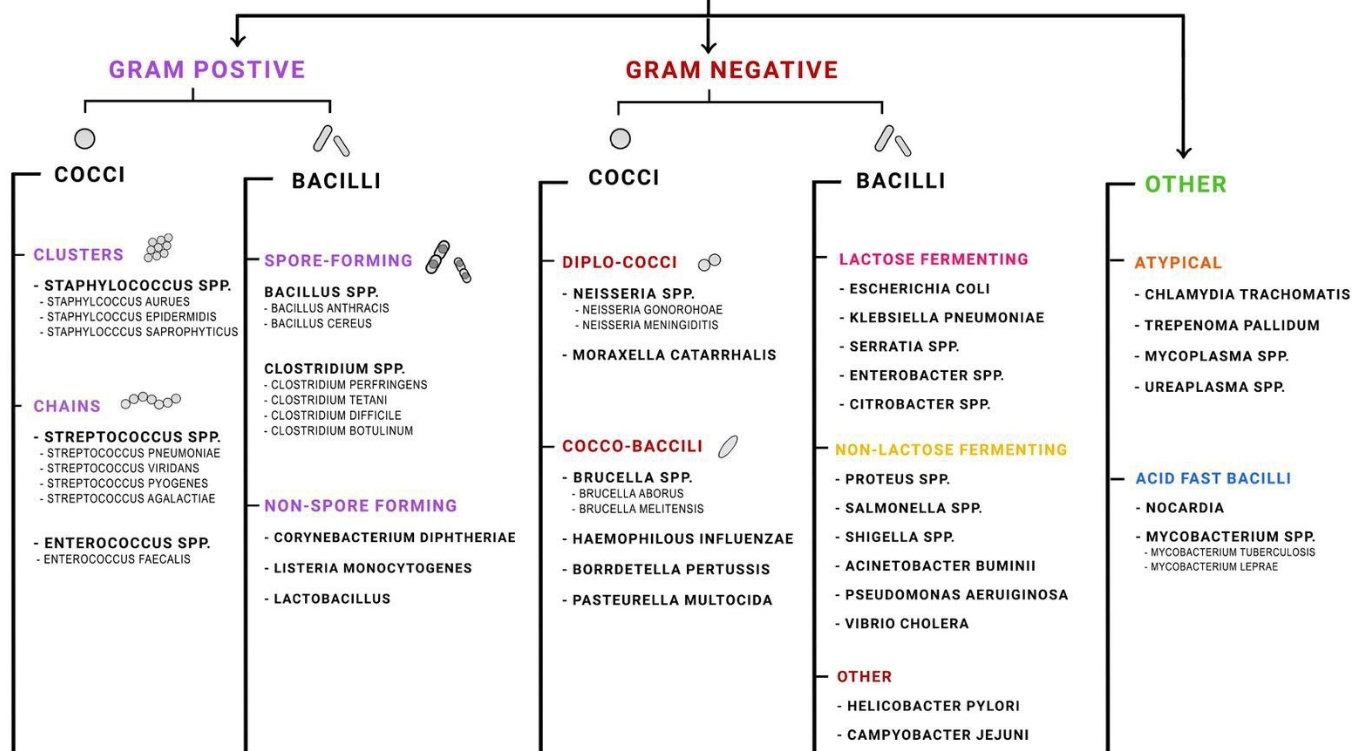 GRAM POSTIVE
COCCI
CLUSTERS
- STAPHYLOCOCCUS SPP.
- STAPHYLCOCCUS AURUES
- STAPHYLCOCCUS EPIDERMIDIS
- STAPHYLOCCCUS SAPROPHYTICUS
CHAINS
- STREPTOCOCCUS SPP.
- STREPTOCOCCUS PNEUMONIAE
- STREPTOCOCCUS VIRIDANS
- STREPTOCOCCUS PYOGENES
- STREPTOCOCCUS AGALACTIAE
- ENTEROCOCCUS SPP.
- ENTEROCOCCUS FAECALIS
BACILLI
SPORE-FORMING
BACILLUS SPP.
- BACILLUS ANTHRACIS
- BACILLUS CEREUS
CLOSTRIDIUM SPP.
- CLOSTRIDIUM PERFRINGENS
- CLOSTRIDIUM TETANI
- CLOSTRIDIUM DIFFICILE
- CLOSTRIDIUM BOTULINUM
NON-SPORE FORMING
- CORYNEBACTERIUM DIPHTHERIAE
- LISTERIA MONOCYTOGENES
- LACTOBACILLUS
GRAM NEGATIVE
COCCI
DIPLO-COCCI
- NEISSERIA SPP.
- NEISSERIA GONOROHOAE
- NEISSERIA MENINGIDITIS
- MORAXELLA CATARRHALIS
COCCO-BACCILI
- BRUCELLA SPP.
- BRUCELLA ABORUS
- BRUCELLA MELITENSIS
- HAEMOPHILOUS INFLUENZAE
- BORRDETELLA PERTUSSIS
- PASTEURELLA MULTOCIDA
BACILLI
LACTOSE FERMENTING
- ESCHERICHIA COLI
- KLEBSIELLA PNEUMONIAE
- SERRATIA SPP.
- ENTEROBACTER SPP.
- CITROBACTER SPP.
NON-LACTOSE FERMENTING
- PROTEUS SPP.
- SALMONELLA SPP.
- SHIGELLA SPP.
- ACINETOBACTER BUMINII
- PSEUDOMONAS AERUIGINOSA
- VIBRIO CHOLERA
OTHER
- HELICOBACTER PYLORI
- CAMPYOBACTER JEJUNI
OTHER
ATYPICAL
- CHLAMYDIA TRACHOMATIS
- TREPENOMA PALLIDUM
- MYCOPLASMA SPP.
- UREAPLASMA SPP.
ACID FAST BACILLI
- NOCARDIA
- MYCOBACTERIUM SPP.
- MYCOBACTERIUM TUBERCULOSIS
- MYCOBACTERIUM LEPRAE